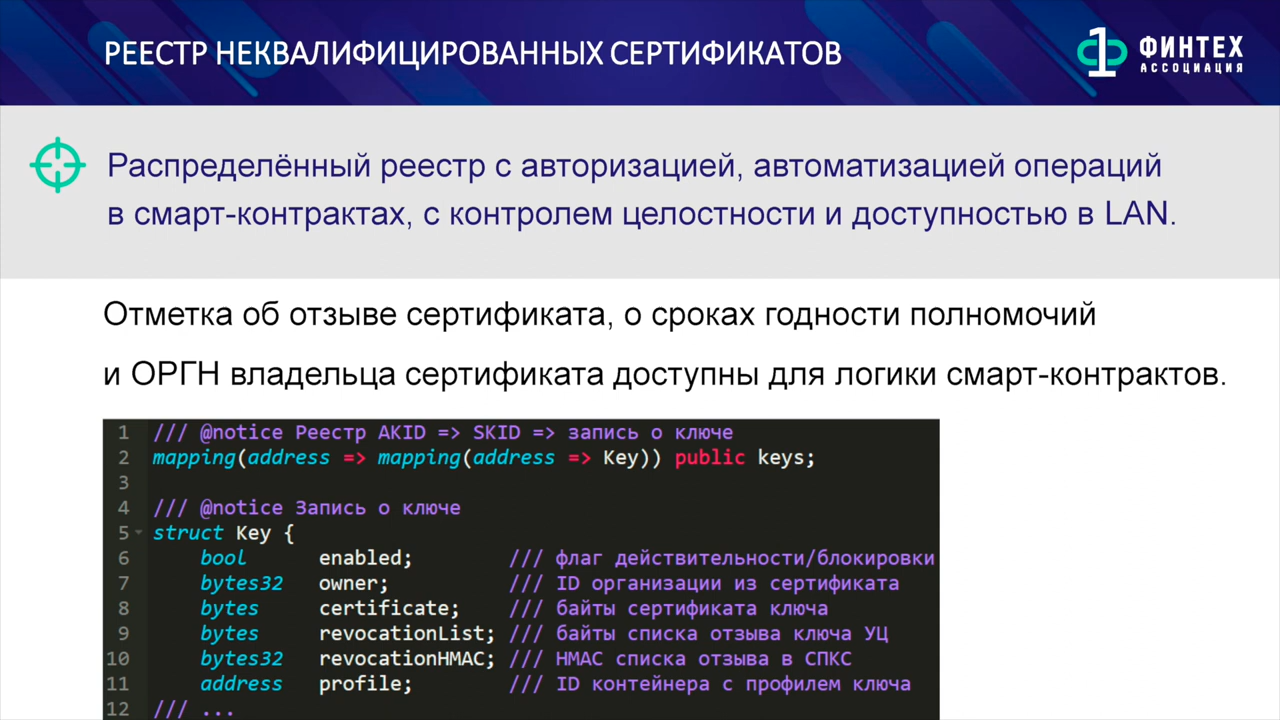 РЕЕСТР НЕКВАЛИФИЦИРОВАННЫХ СЕРТИФИКАТОВ
ФИНТЕХ
АССОЦИАЦИЯ
Распределённый реестр с авторизацией, автоматизацией операций
в смарт-контрактах, с контролем целостности и доступностью в LAN.
Отметка об отзыве сертификата, о сроках годности полномочий
и ОРГН владельца сертификата доступны для логики смарт-контрактов.
1 /// @notice Реестр AKID => SKID => запись о ключе
2 mapping(address => mapping(address => Key)) public keys;
3
4 /// @notice Запись о ключе
5 struct Key {
6 bool enabled; /// флаг действительности/блокировки
7 bytes32 owner; /// ID организации из сертификата
8 bytes certificate; /// байты сертификата ключа
9 bytes revocationList; /// байты списка отзыва ключа УЦ
10 bytes32 revocationHMAC; /// HMAC списка отзыва в СПКС
11 address profile; /// ID контейнера с профилем ключа
12 /// ...